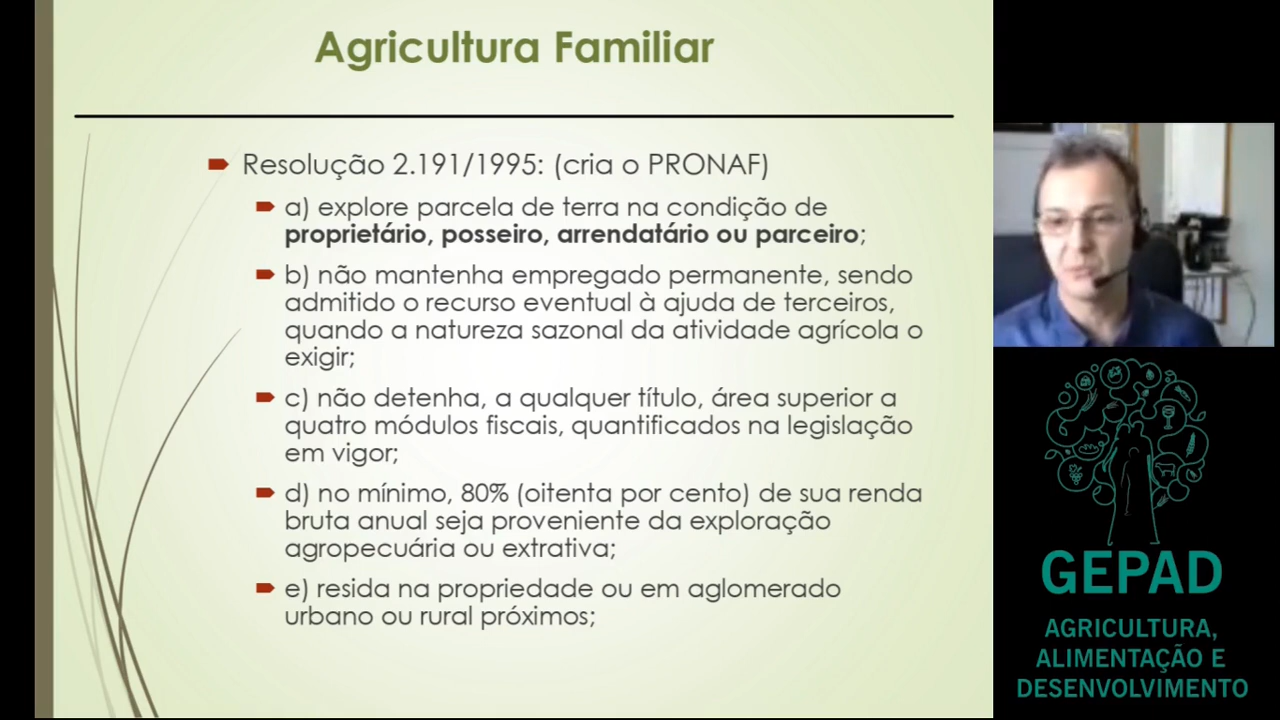 Agricultura Familiar
Resolução 2.191/1995: (cria o PRONAF)
a) explore parcela de terra na condição de
proprietário, posseiro, arrendatário ou parceiro;
b) não mantenha empregado permanente, sendo
admitido o recurso eventual à ajuda de terceiros,
quando a natureza sazonal da atividade agrícola o
exigir;
c) não detenha, a qualquer título, área superior a
quatro módulos fiscais, quantificados na legislação
em vigor;
d) no mínimo, 80% (oitenta por cento) de sua renda
bruta anual seja proveniente da exploração
agropecuária ou extrativa;
e) resida na propriedade ou em aglomerado
urbano ou rural próximos;
GEPAD
AGRICULTURA,
ALIMENTAÇÃO E
DESENVOLVIMENTO